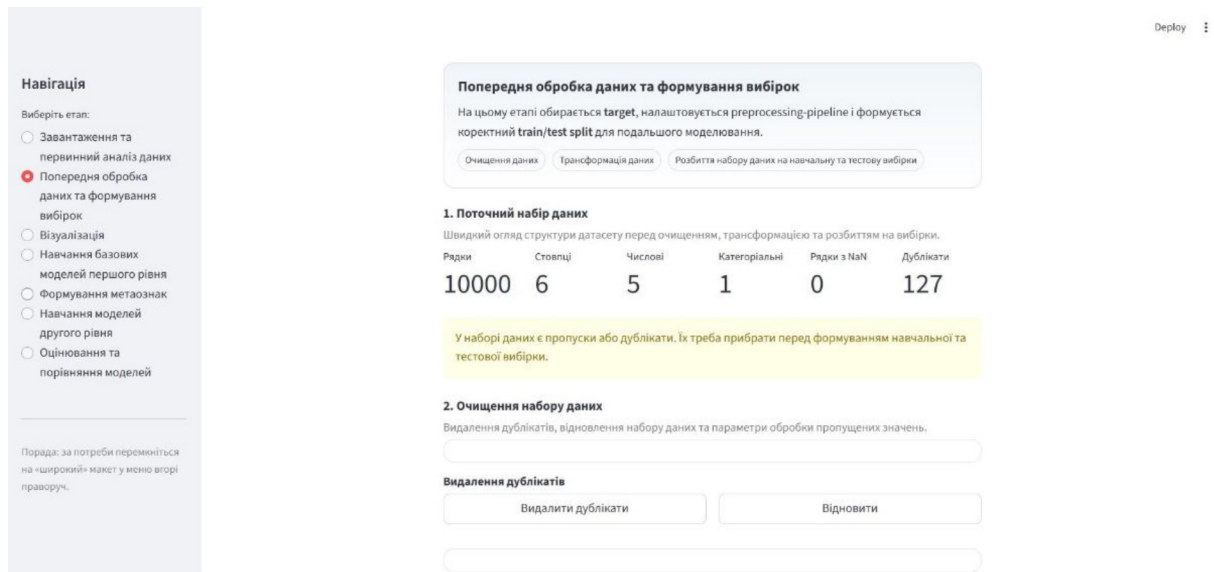 Deploy
Навігація
Виберіть етап:
Завантаження та
первинний аналіз даних
Попередня обробка
даних та формування
вибірок
Візуалізація
Навчання базових
моделей першого рівня
Формування метаознак
Навчання моделей
другого рівня
Оцінювання та
порівняння моделей
Порада: за потреби перемкніться
на «широкий» макет у меню вгорі
праворуч.
Попередня обробка даних та формування вибірок
На цьому етапі обирається target, налаштовується preprocessing-pipeline і формується
коректний train/test split для подальшого моделювання.
Очищення даних Трансформація даних Розбиття набору даних на навчальну та тестову вибірки
1. Поточний набір даних
Швидкий огляд структури датасету перед очищенням, трансформацією та розбиттям на вибірки.
Рядки Стовпці Числові Категоріальні Рядки з NaN Дублікати
10000 6 5 1 0 127
У наборі даних є пропуски або дублікати. Їх треба прибрати перед формуванням навчальної та
тестової вибірки.
2. Очищення набору даних
Видалення дублікатів, відновлення набору даних та параметри обробки пропущених значень.
Видалення дублікатів
Видалити дублікати Відновити